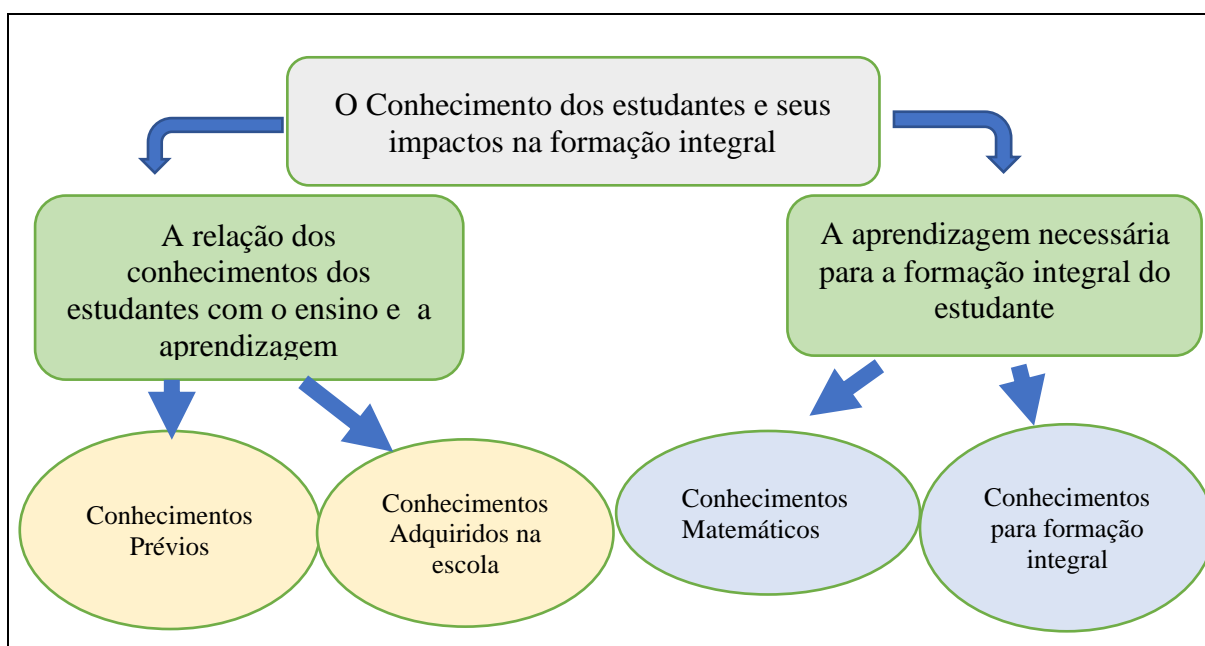 O Conhecimento dos estudantes e seus
impactos na formação integral
A relação dos
conhecimentos dos
estudantes com o ensino e a
aprendizagem
A aprendizagem necessária
para a formação integral do
estudante
Conhecimentos
Prévios
Conhecimentos
Adquiridos na
escola
Conhecimentos
Matemáticos
Conhecimentos
para formação
integral